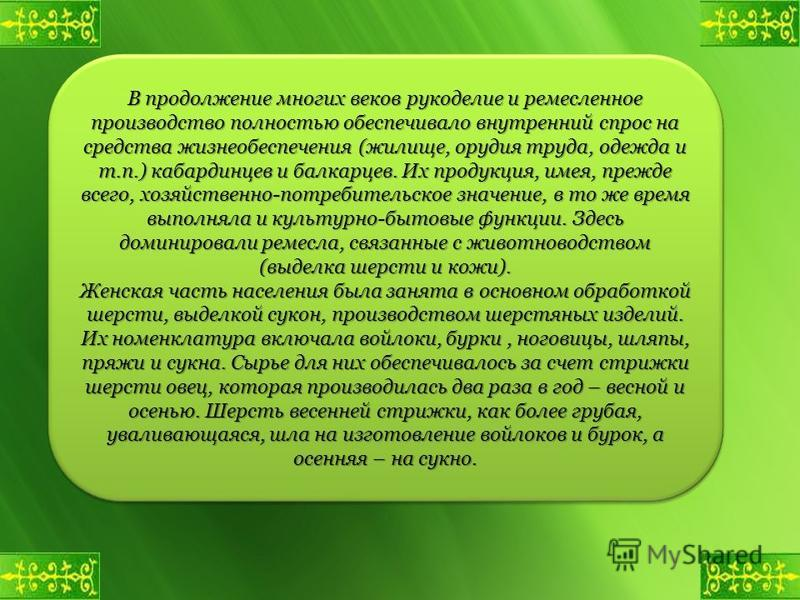 В продолжение многих веков рукоделие и ремесленное
производство полностью обеспечивало внутренний спрос на
средства жизнеобеспечения (жилище, орудия труда, одежда и
т.п.) кабардинцев и балкарцев. Их продукция, имея, прежде
всего, хозяйственно-потребительское значение, в то же время
выполняла и культурно-бытовые функции. Здесь
доминировали ремесла, связанные с животноводством
(выделка шерсти и кожи).
Женская часть населения была занята в основном обработкой
шерсти, выделкой сукон, производством шерстяных изделий.
Их номенклатура включала войлоки, бурки , ноговицы, шляпы,
пряжи и сукна. Сырье для них обеспечивалось за счет стрижки
шерсти овец, которая производилась два раза в год – весной и
осенью. Шерсть весенней стрижки, как более грубая,
уваливающаяся, шла на изготовление войлоков и бурок, а
осенняя – на сукно.
MyShared